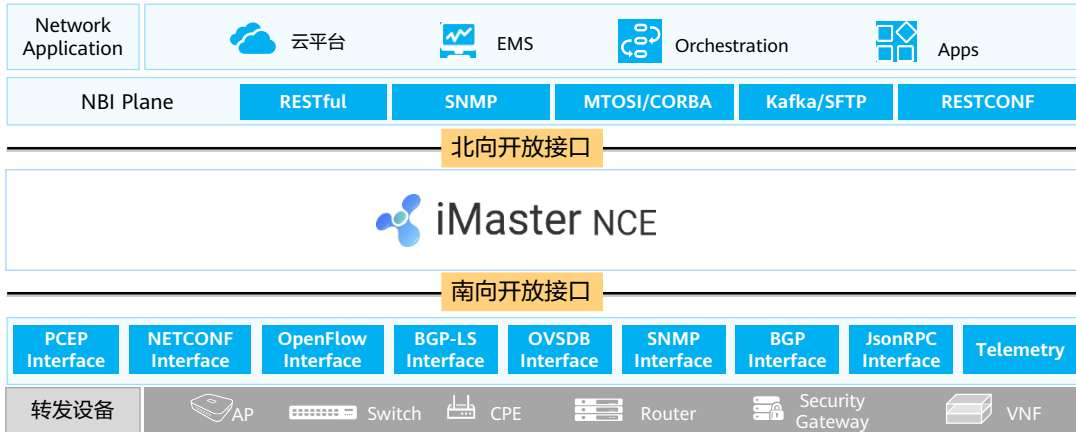 Network
Application
云平台
EMS
Orchestration
Apps
NBI Plane
RESTful
SNMP
MTOSI/CORBA
Kafka/SFTP
RESTCONF
北向开放接口
iMaster NCE
南向开放接口
PCEP
Interface
NETCONF
Interface
OpenFlow
Interface
BGP-LS
Interface
OVSDB
Interface
SNMP
Interface
BGP
Interface
JsonRPC
Interface
Telemetry
转发设备
AP
Switch
CPE
Router
Security
Gateway
VNF